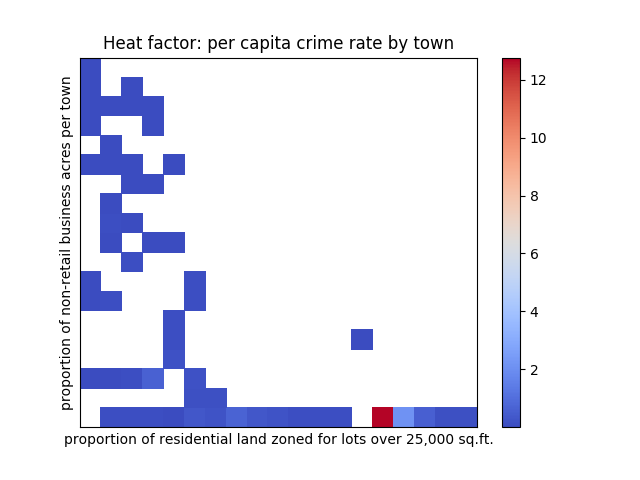 Heat factor: per capita crime rate by town
proportion of non-retail business acres per town
proportion of residential land zoned for lots over 25,000 sq.ft.
12
10
8
6
4
2